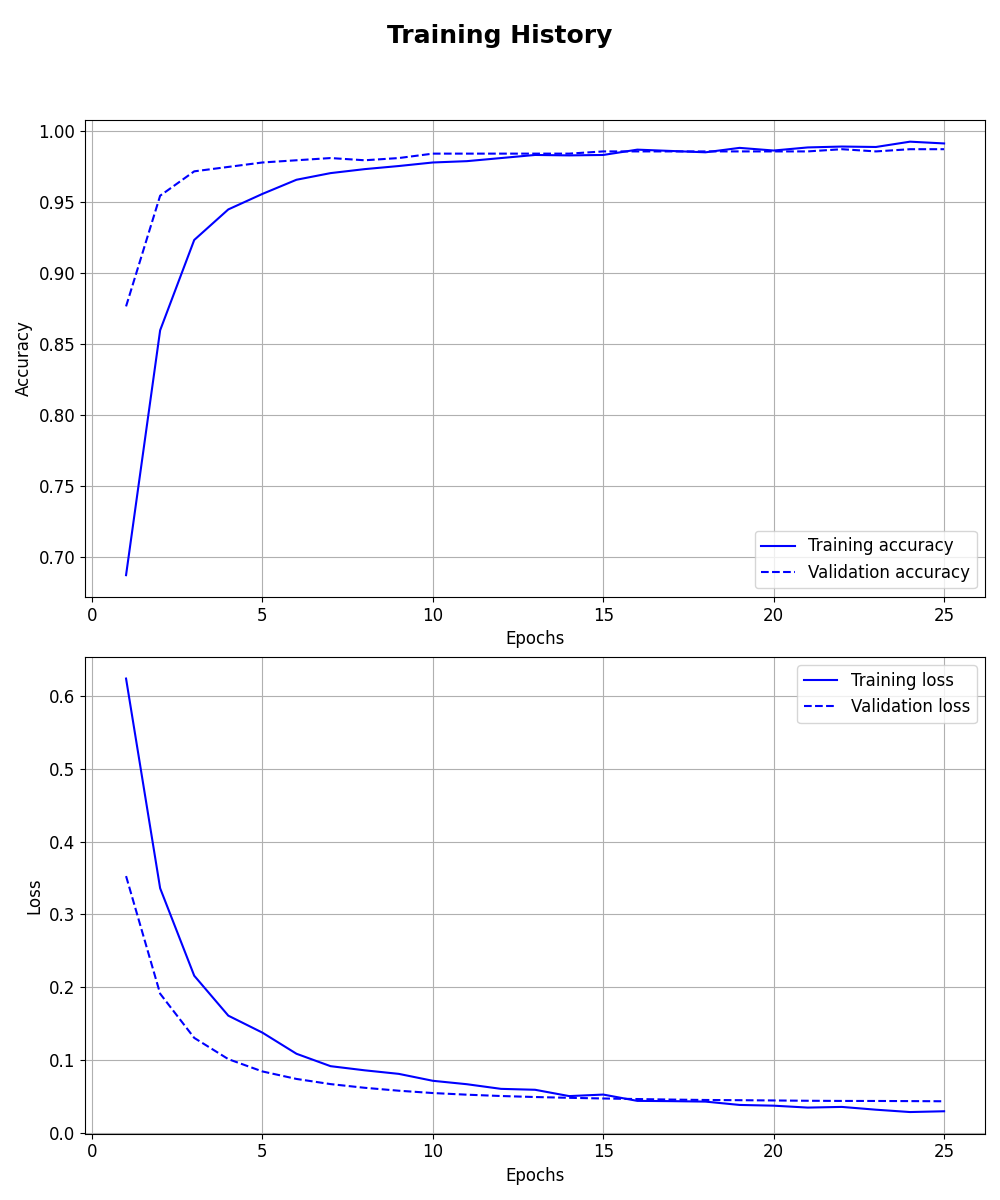 Training History
1.00
0.95
0.90
0.85
0.80
0.75
0.70
Accuracy
Training accuracy
Validation accuracy
0 5 10 15 20 25
Epochs
Training loss
Validation loss
0.6
0.5
0.4
0.3
0.2
0.1
0.0
Loss
0 5 10 15 20 25
Epochs